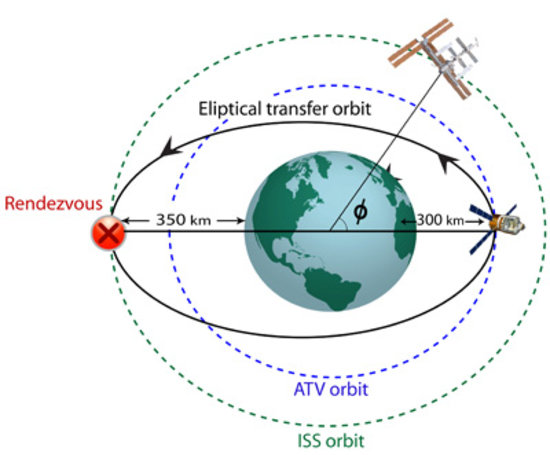 Eliptical transfer orbit
Rendezvous
350 km
ϕ
300 km
ATV orbit
ISS orbit